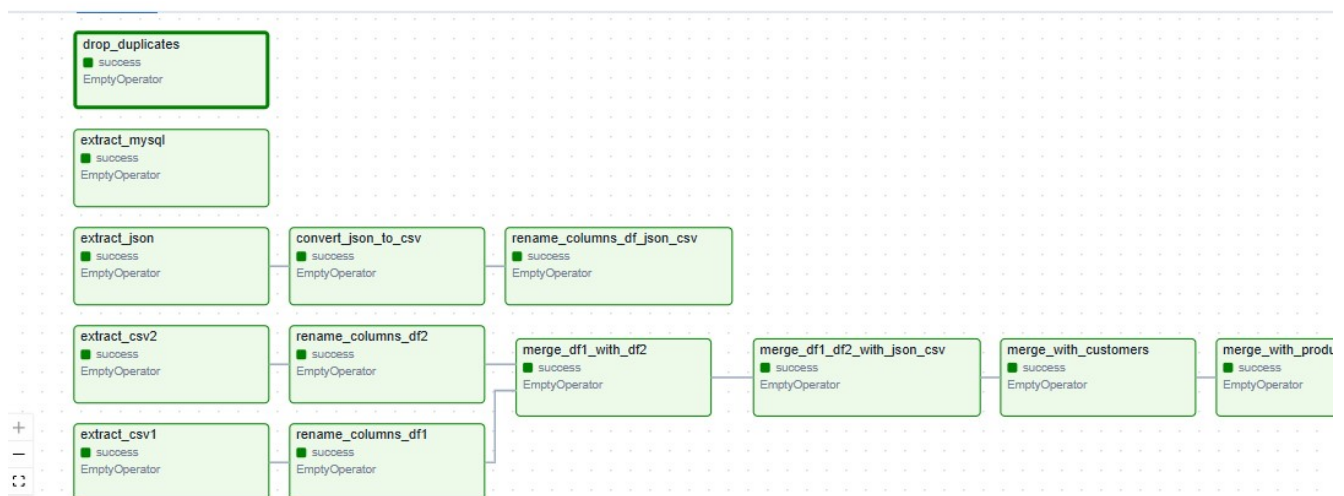 drop_duplicates
success
EmptyOperator
extract_mysql
success
EmptyOperator
extract_json
success
EmptyOperator
convert_json_to_csv
success
EmptyOperator
rename_columns_df_json_csv
success
EmptyOperator
extract_csv2
success
EmptyOperator
rename_columns_df2
success
EmptyOperator
merge_df1_with_df2
success
EmptyOperator
merge_df1_df2_with_json_csv
success
EmptyOperator
merge_with_customers
success
EmptyOperator
merge_with_produ
success
EmptyOperator
extract_csv1
success
EmptyOperator
rename_columns_df1
success
EmptyOperator